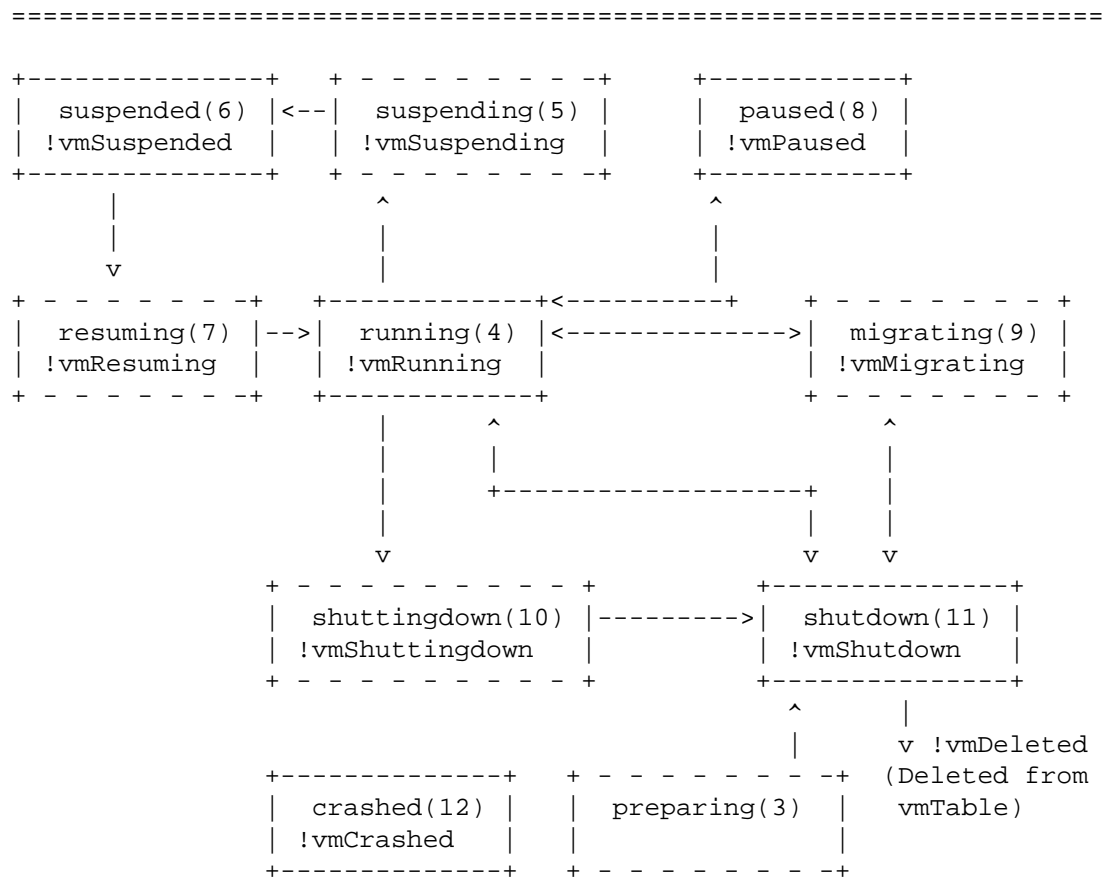 suspended(6) suspending(5) paused(8)
!vmSuspended !vmSuspending !vmPaused
resuming(7) running(4) migrating(9)
!vmResuming !vmRunning !vmMigrating
shuttingdown(10) shutdown(11)
!vmShuttingdown !vmShutdown
!vmDeleted
(Deleted from
crashed(12) preparing(3) vmTable)
!vmCrashed